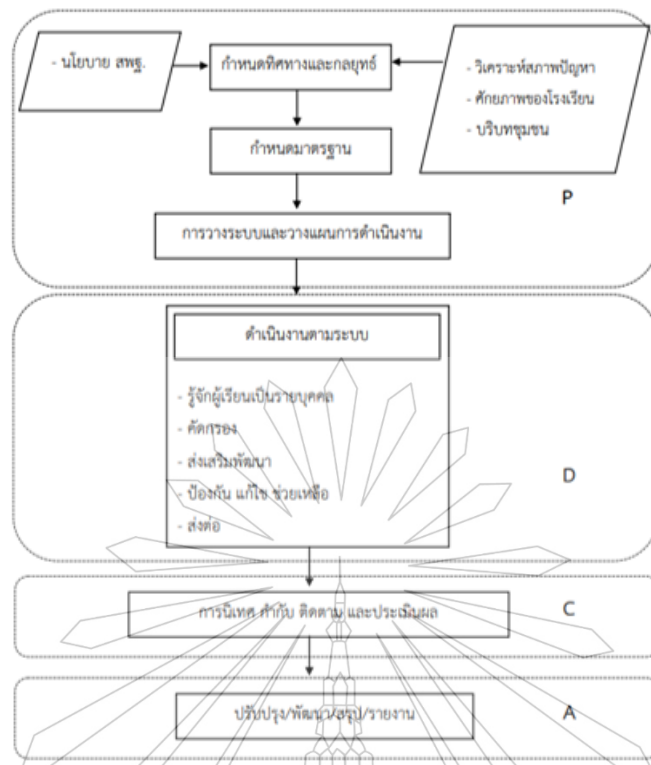 - นโยบาย สพฐ.
กำหนดทิศทางและกลยุทธ์
- วิเคราะห์สภาพปัญหา
- ศักยภาพของโรงเรียน
- บริบทชุมชน
กำหนดมาตรฐาน
P
การวางระบบและวางแผนการดำเนินงาน
ดำเนินงานตามระบบ
- รู้จักผู้เรียนเป็นรายบุคคล
- คัดกรอง
- ส่งเสริมพัฒนา
- ป้องกัน แก้ไข ช่วยเหลือ
- ส่งต่อ
D
การนิเทศ กำกับ ติดตาม และประเมินผล
C
ปรับปรุง/พัฒนา/สรุป/รายงาน
A